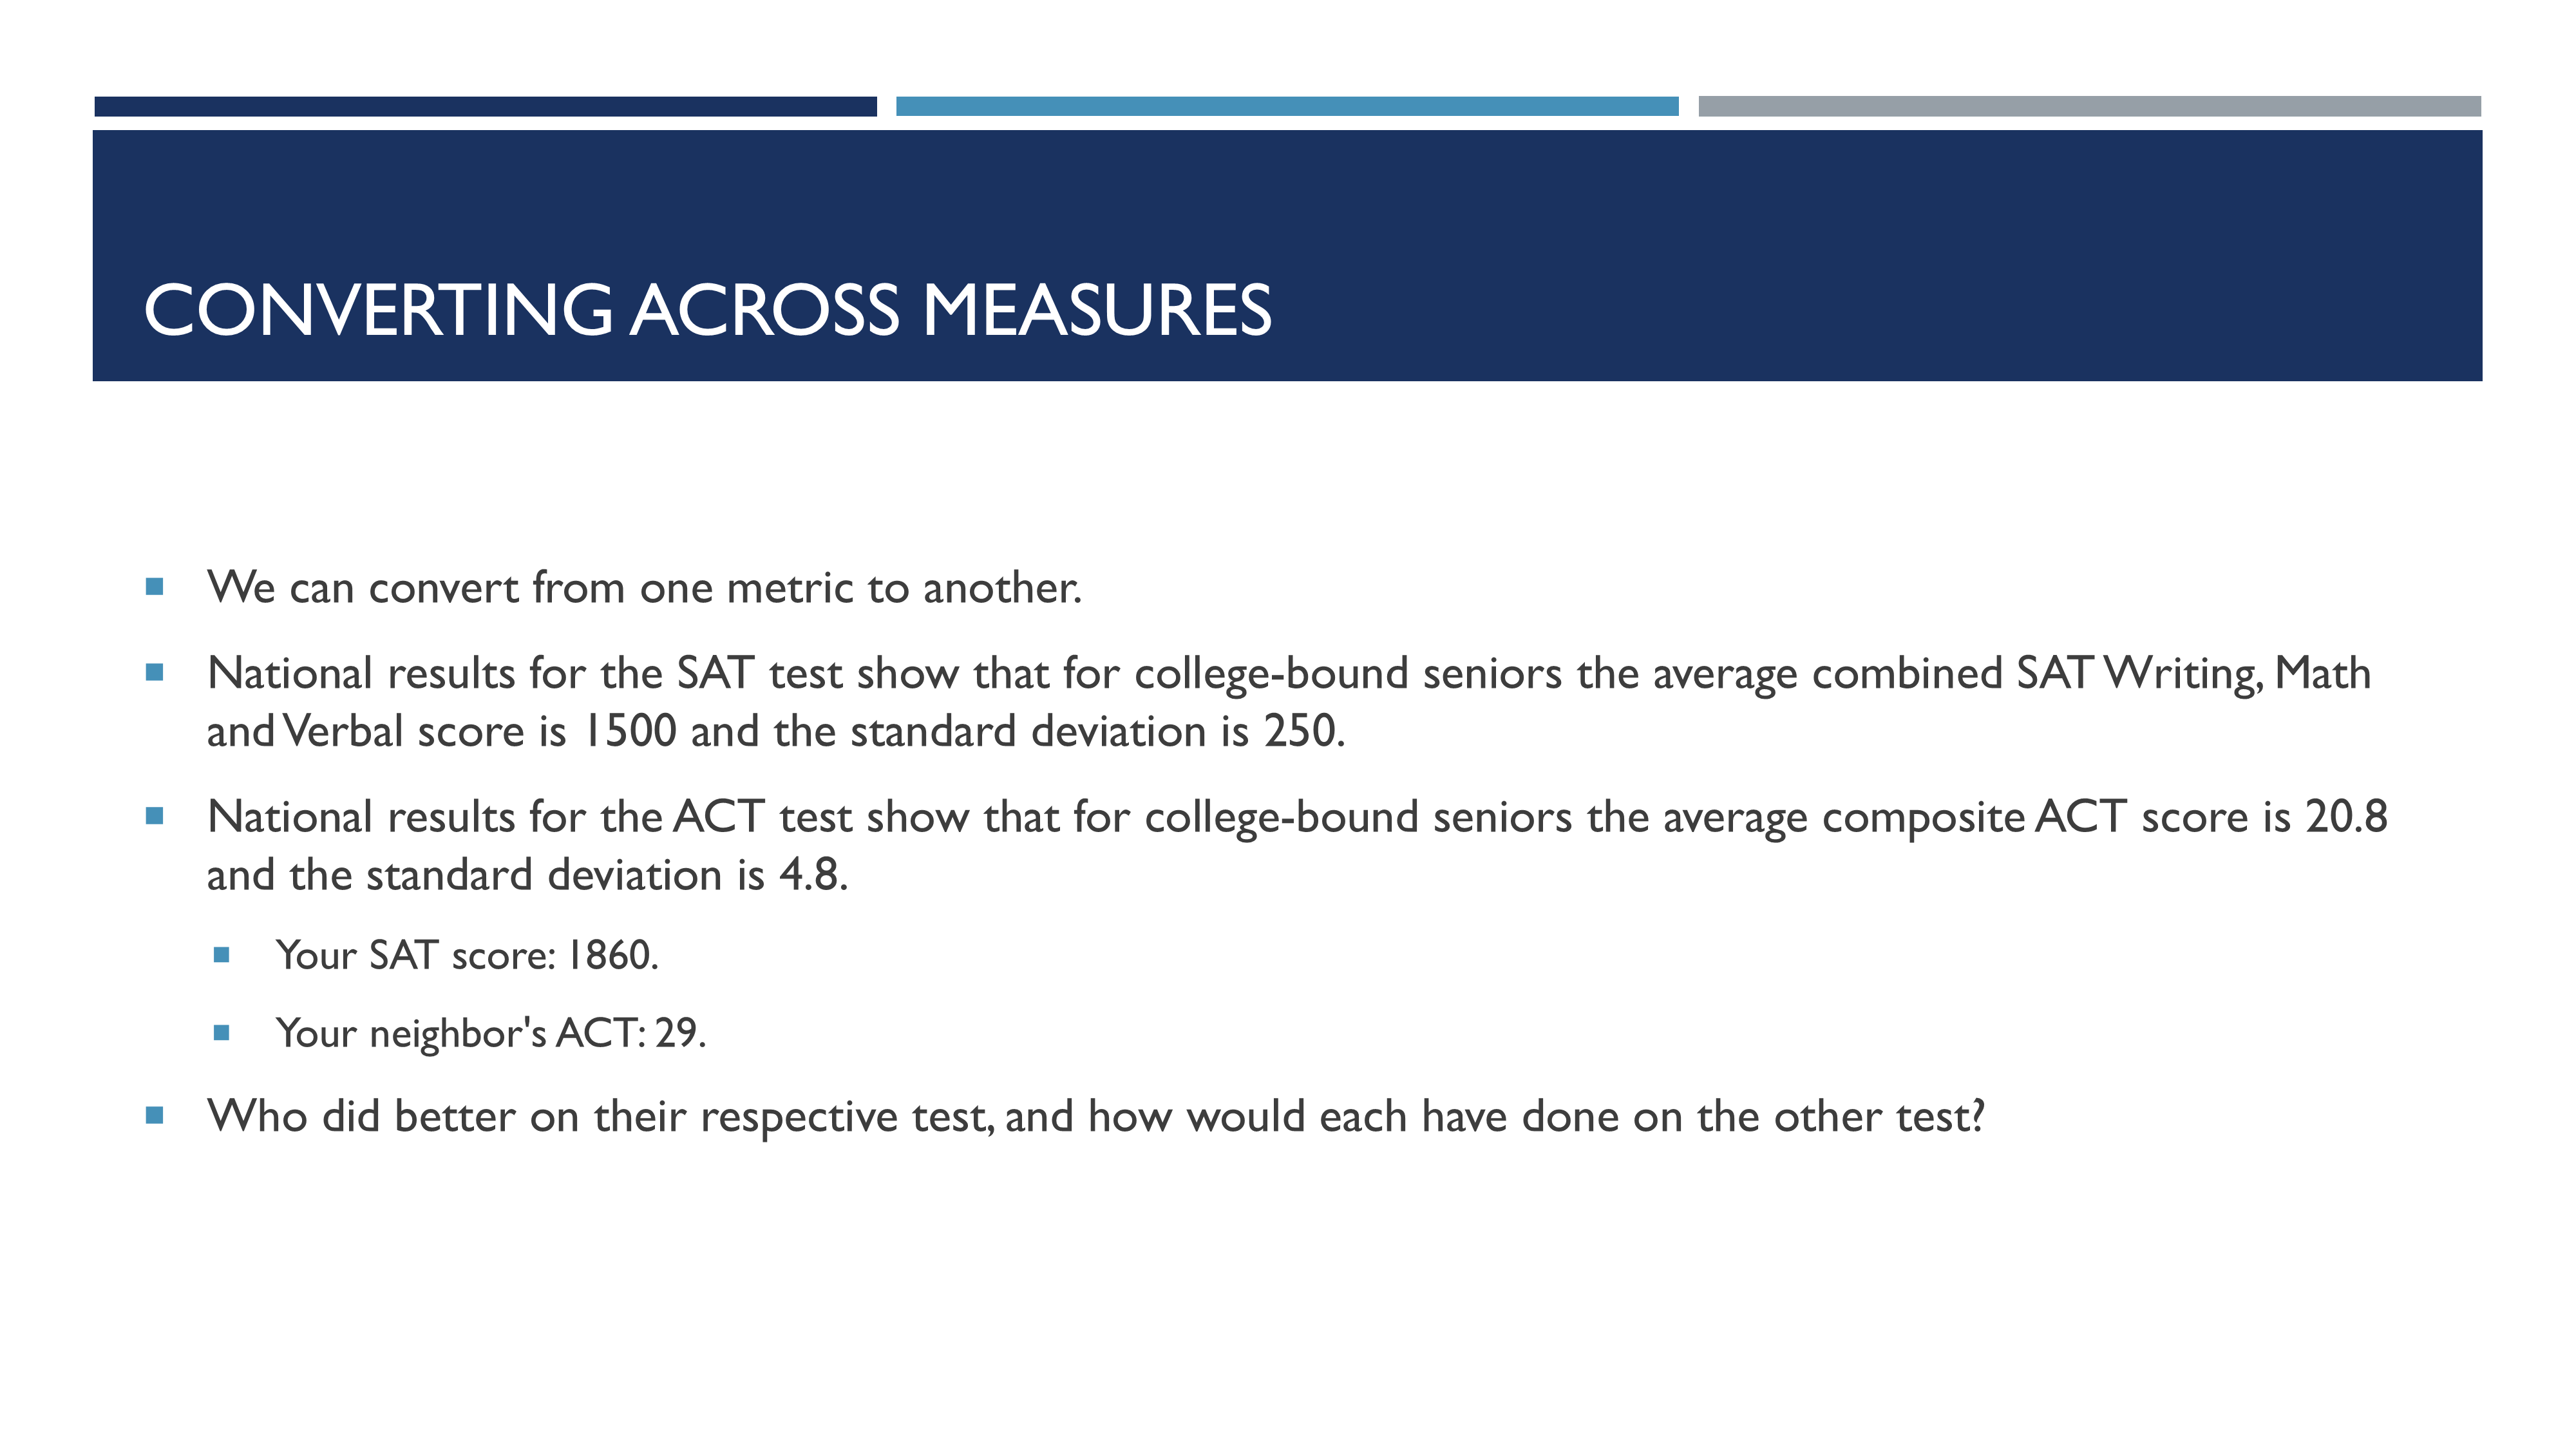 CONVERTING ACROSS MEASURES
We can convert from one metric to another.
National results for the SAT test show that for college-bound seniors the average combined SAT Writing, Math
and Verbal score is 1500 and the standard deviation is 250.
National results for the ACT test show that for college-bound seniors the average composite ACT score is 20.8
and the standard deviation is 4.8.
Your SAT score: 1860.
Your neighbor's ACT: 29.
Who did better on their respective test, and how would each have done on the other test?